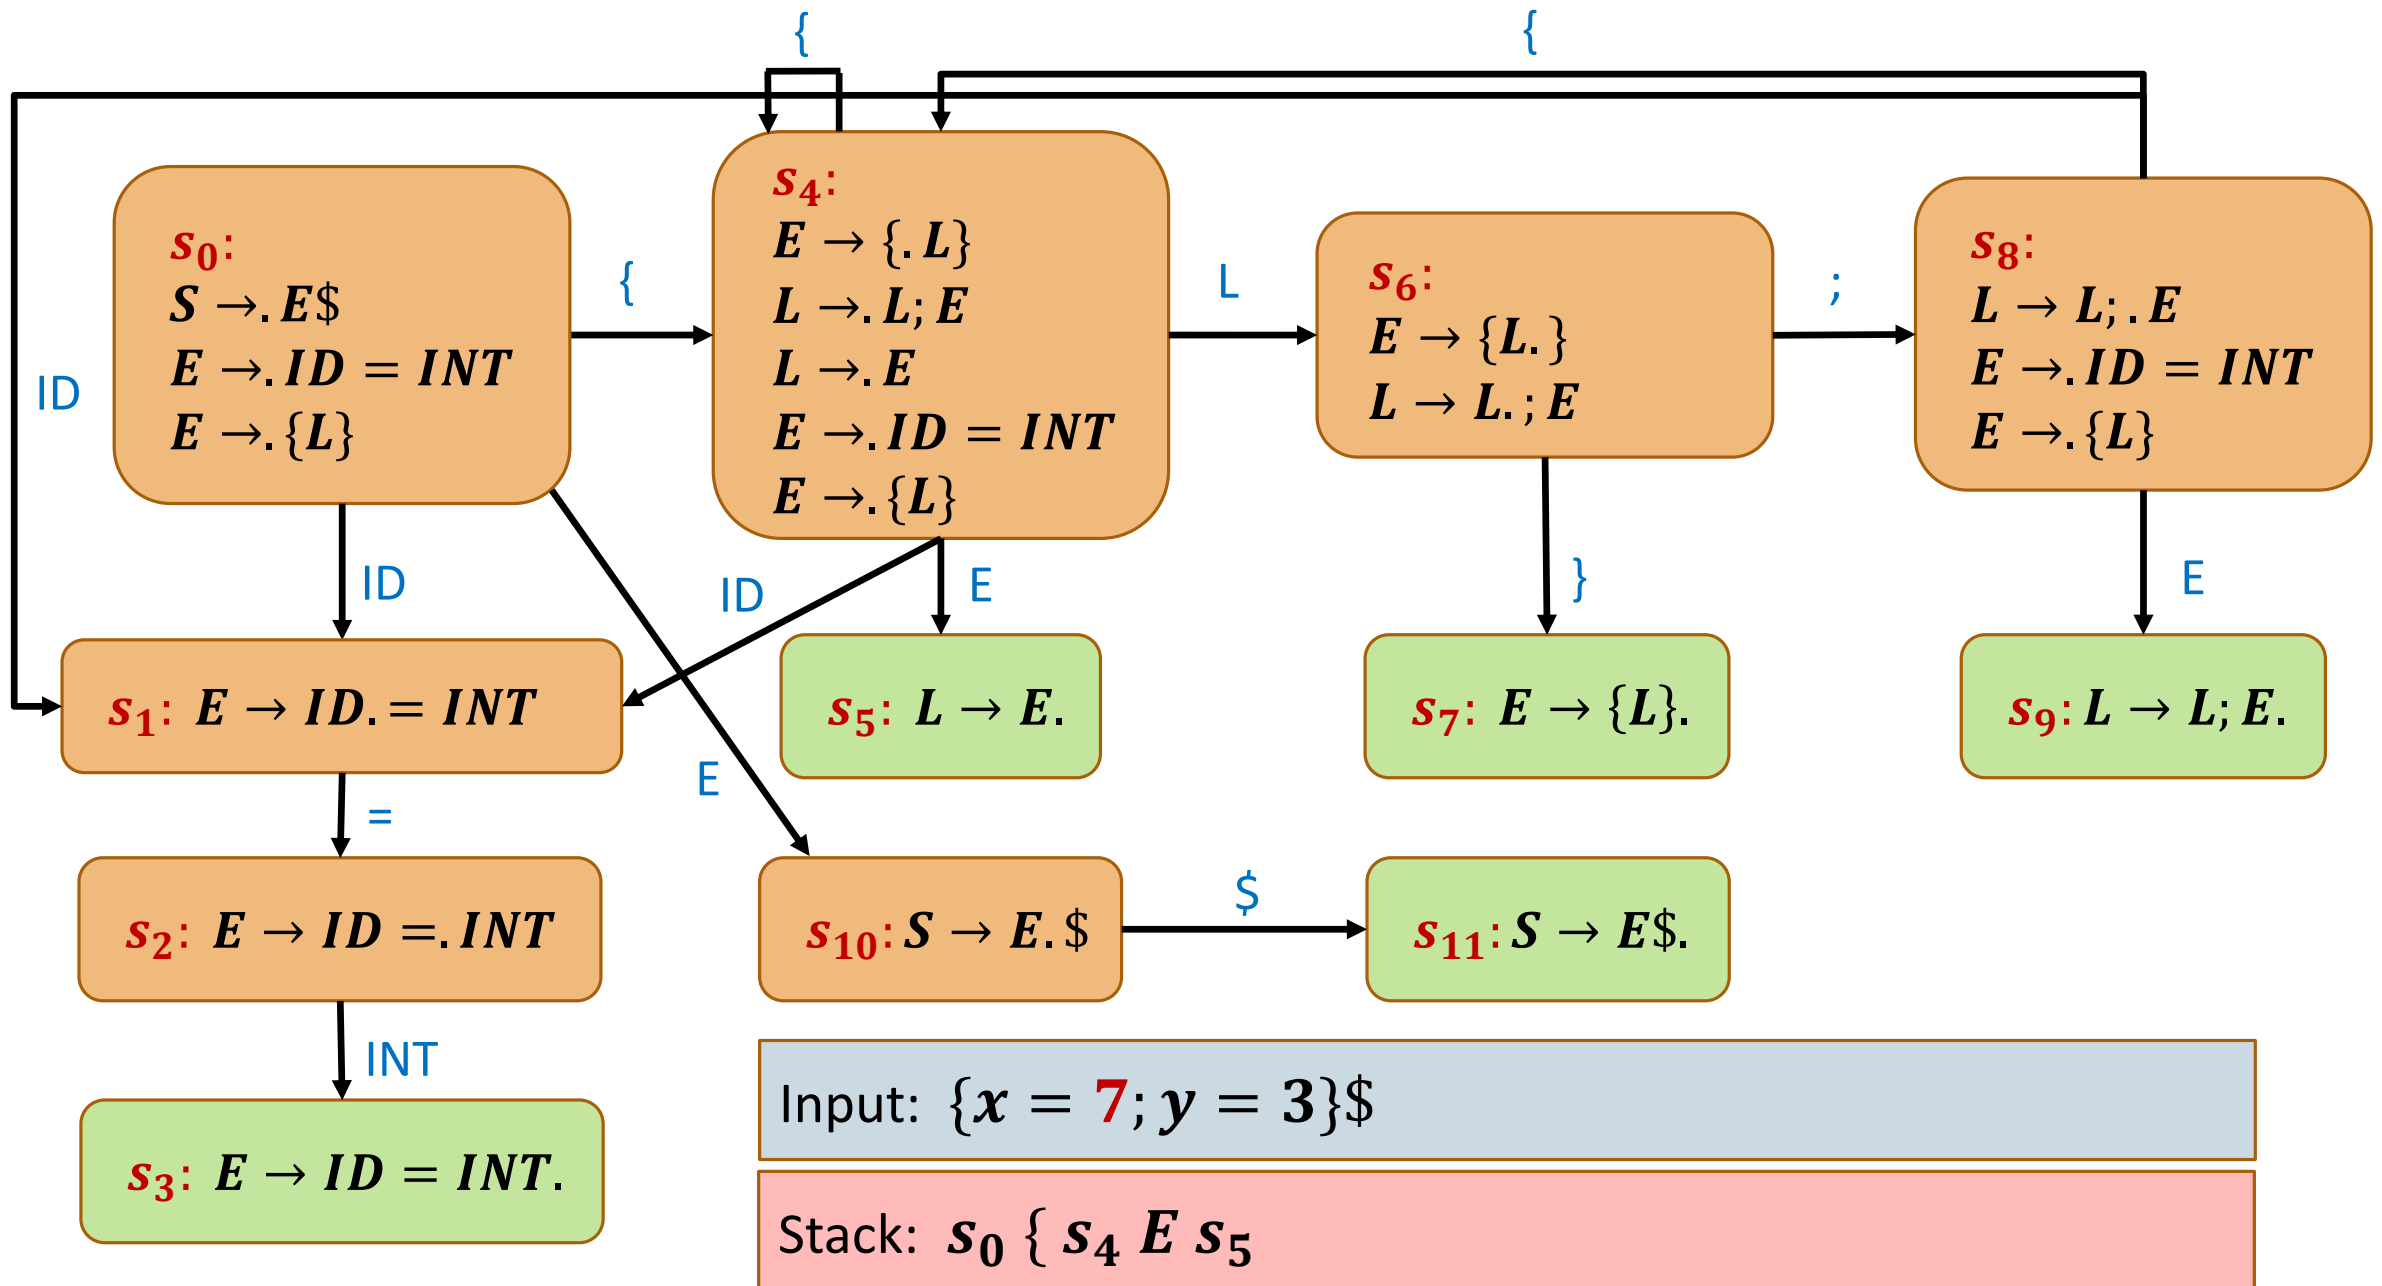 {
{
s₀:
S →. E$
E →. ID = INT
E →. {L}
{
s₄:
E → {. L}
L →. L; E
L →. E
E →. ID = INT
E →. {L}
L
s₆:
E → {L. }
L → L. ; E
;
s₈:
L → L; . E
E →. ID = INT
E →. {L}
ID
ID
ID
E
}
E
s₁: E → ID. = INT
s₅: L → E.
s₇: E → {L}.
s₉: L → L; E.
=
E
s₂: E → ID =. INT
s₁₀: S → E. $
$
s₁₁: S → E$.
INT
s₃: E → ID = INT.
Input: {x = 7; y = 3}$
Stack: s₀ { s₄ E s₅